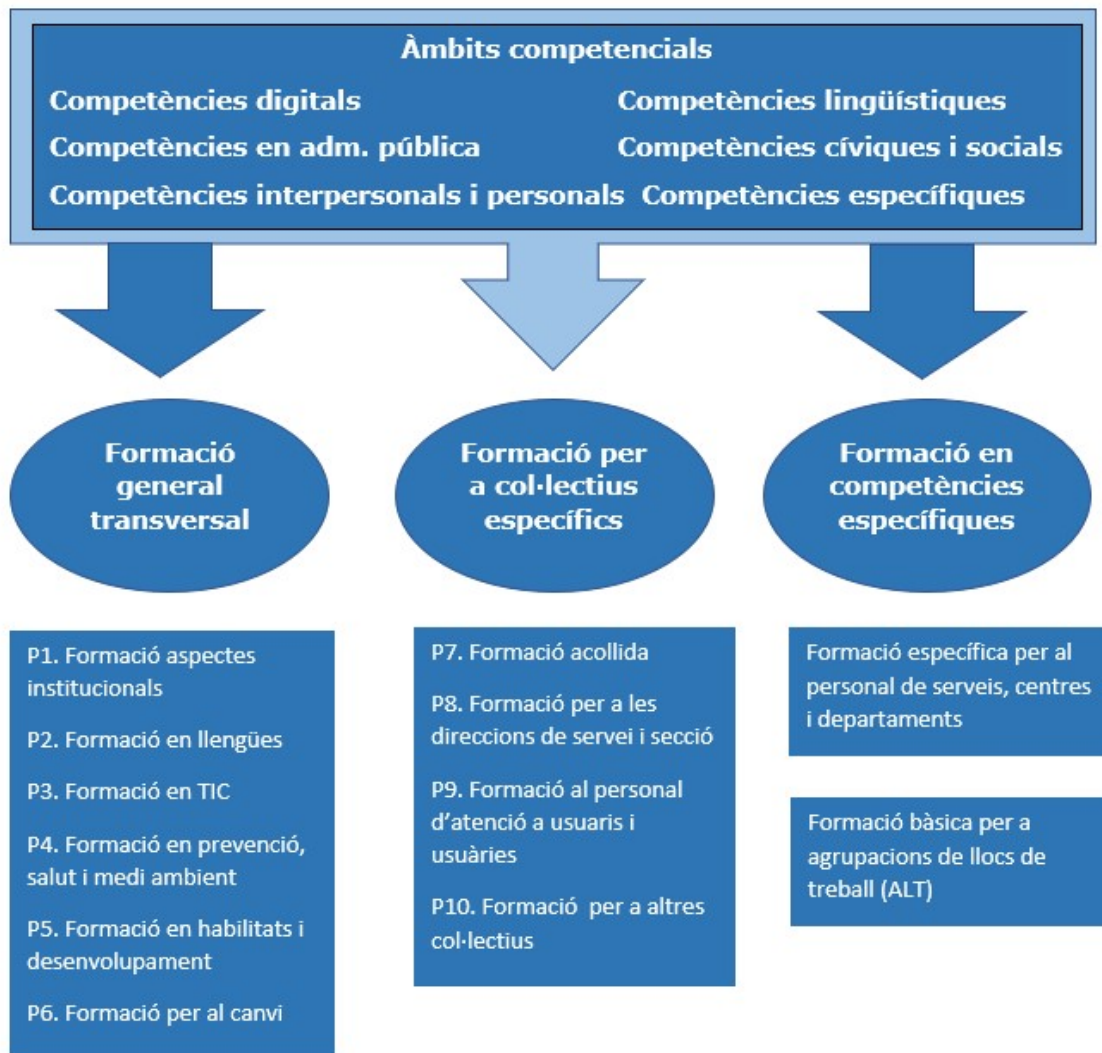 Àmbits competencials
Competències digitals
Competències lingüístiques
Competències en adm. pública
Competències cíviques i socials
Competències interpersonals i personals
Competències específiques
Formació
general
transversal
Formació per
a col·lectius
específics
Formació en
competències
específiques
P1. Formació aspectes
institucionals
P2. Formació en llengües
P3. Formació en TIC
P4. Formació en prevenció,
salut i medi ambient
P5. Formació en habilitats i
desenvolupament
P6. Formació per al canvi
P7. Formació acollida
P8. Formació per a les
direccions de servei i secció
P9. Formació al personal
d’atenció a usuaris i
usuàries
P10. Formació per a altres
col·lectius
Formació específica per al
personal de serveis, centres
i departaments
Formació bàsica per a
agrupacions de llocs de
treball (ALT)